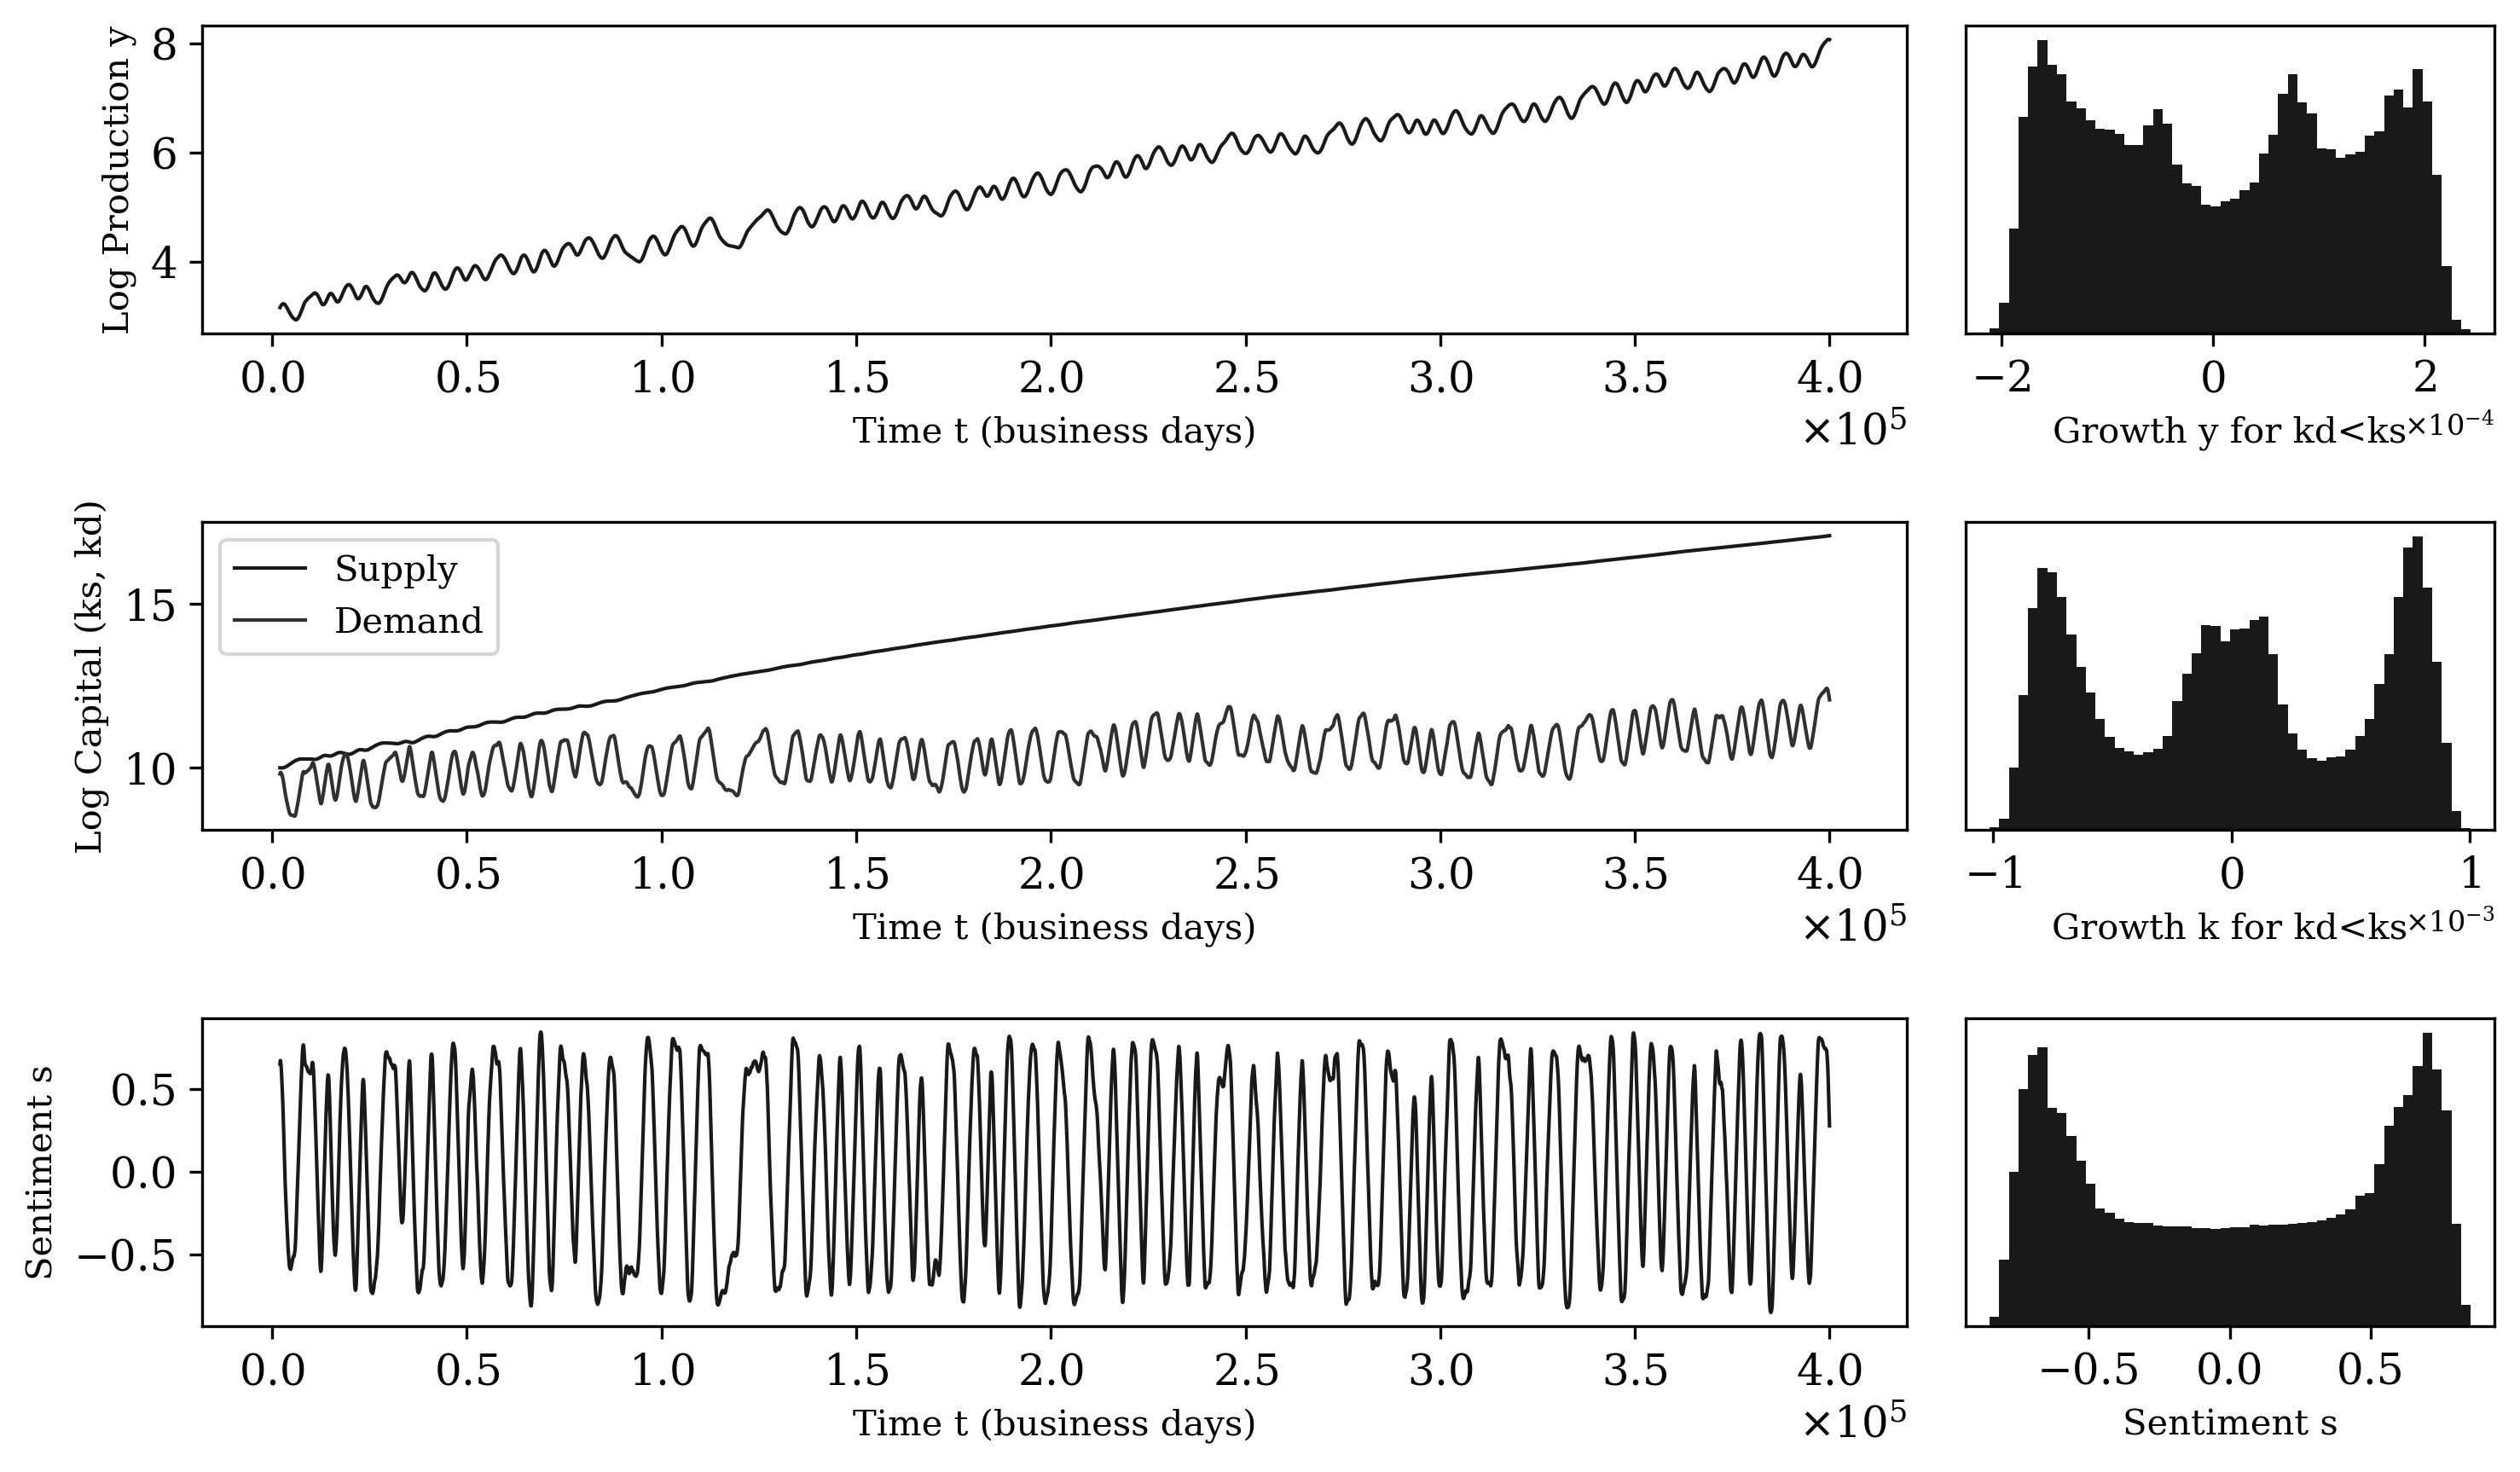 Log Production y
8
6
4
0.0 0.5 1.0 1.5 2.0 2.5 3.0 3.5 4.0
Time t (business days)
×10⁵
−2 0 2
Growth y for kd<ks ×10⁻⁴
Log Capital (ks, kd)
15
10
Supply
Demand
0.0 0.5 1.0 1.5 2.0 2.5 3.0 3.5 4.0
Time t (business days)
×10⁵
−1 0 1
Growth k for kd<ks ×10⁻³
Sentiment s
0.5
0.0
−0.5
0.0 0.5 1.0 1.5 2.0 2.5 3.0 3.5 4.0
Time t (business days)
×10⁵
−0.5 0.0 0.5
Sentiment s